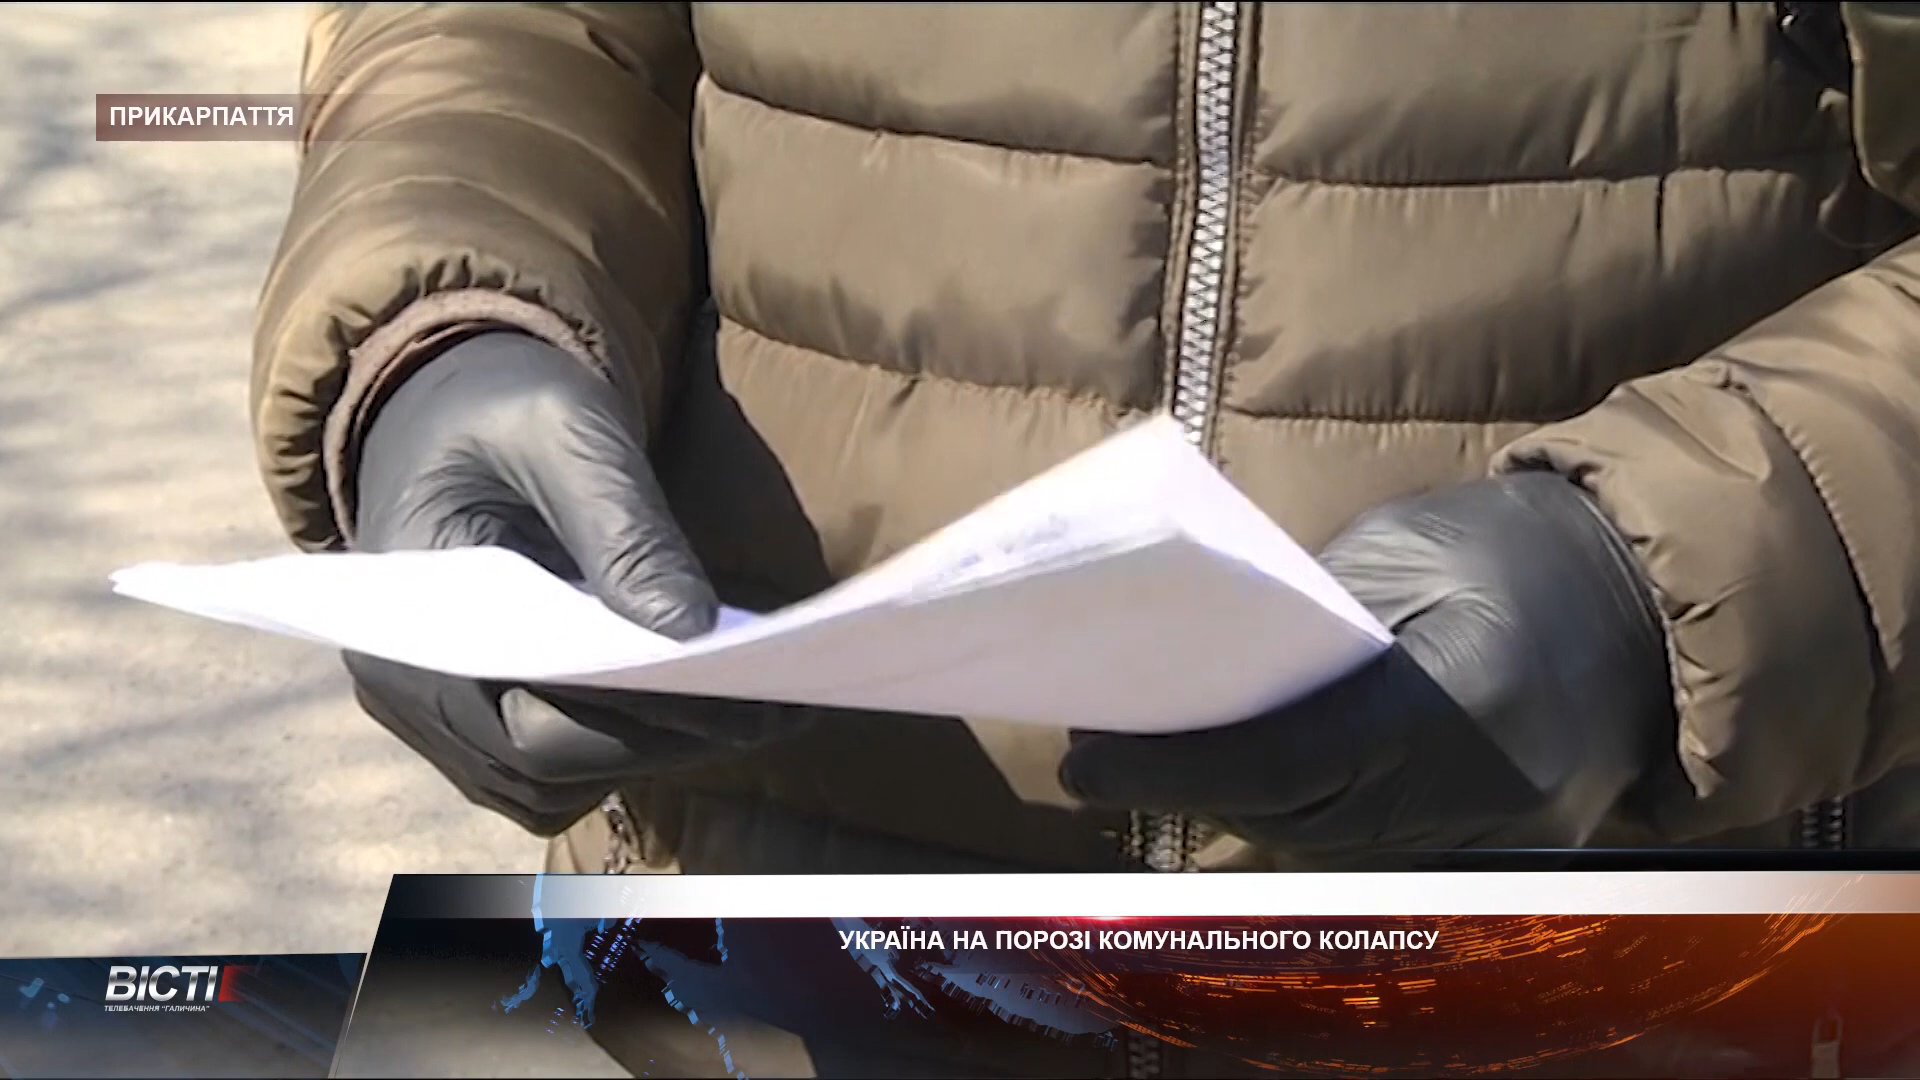 ПРИКАРПАТТЯ
УКРАЇНА НА ПОРОЗІ КОМУНАЛЬНОГО КОЛАПСУ
ВІСТІ
ТЕЛЕБАЧЕННЯ "ГАЛИЧИНА"